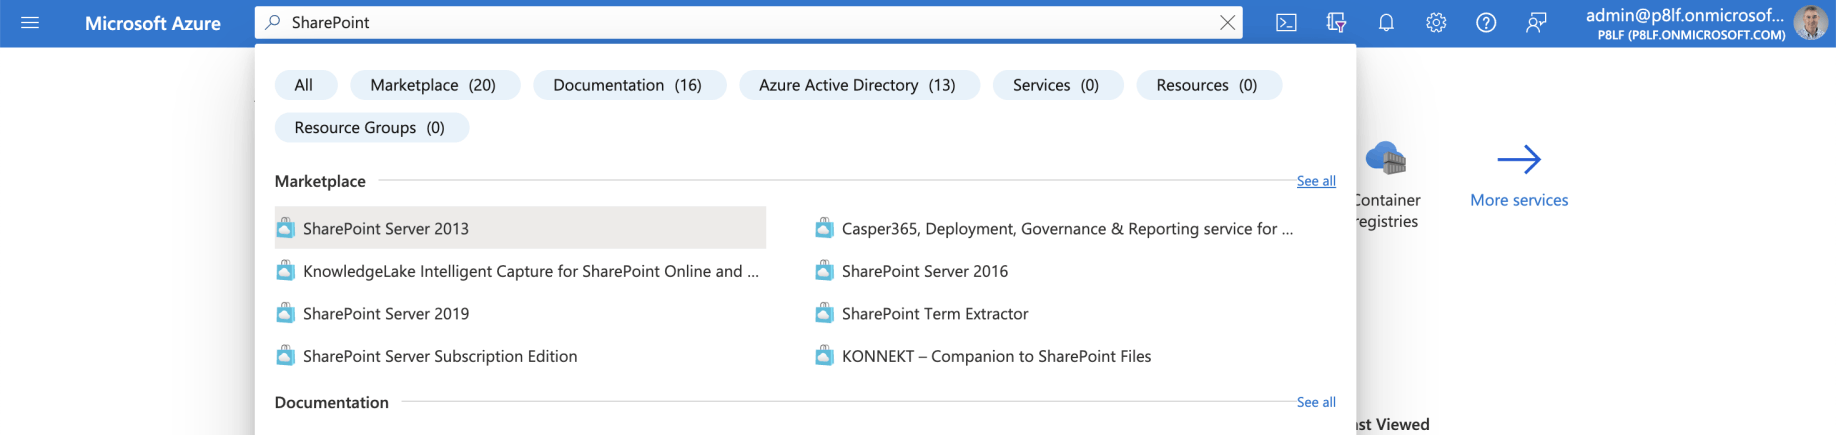 Microsoft Azure
SharePoint
admin@p8lf.onmicrosof...
P8LF (P8LF.ONMICROSOFT.COM)
All
Marketplace (20)
Documentation (16)
Azure Active Directory (13)
Services (0)
Resources (0)
Resource Groups (0)
Marketplace
See all
SharePoint Server 2013
Casper365, Deployment, Governance & Reporting service for ...
KnowledgeLake Intelligent Capture for SharePoint Online and ...
SharePoint Server 2016
SharePoint Server 2019
SharePoint Term Extractor
SharePoint Server Subscription Edition
KONNEKT – Companion to SharePoint Files
Documentation
See all
Container
registries
More services
Viewed